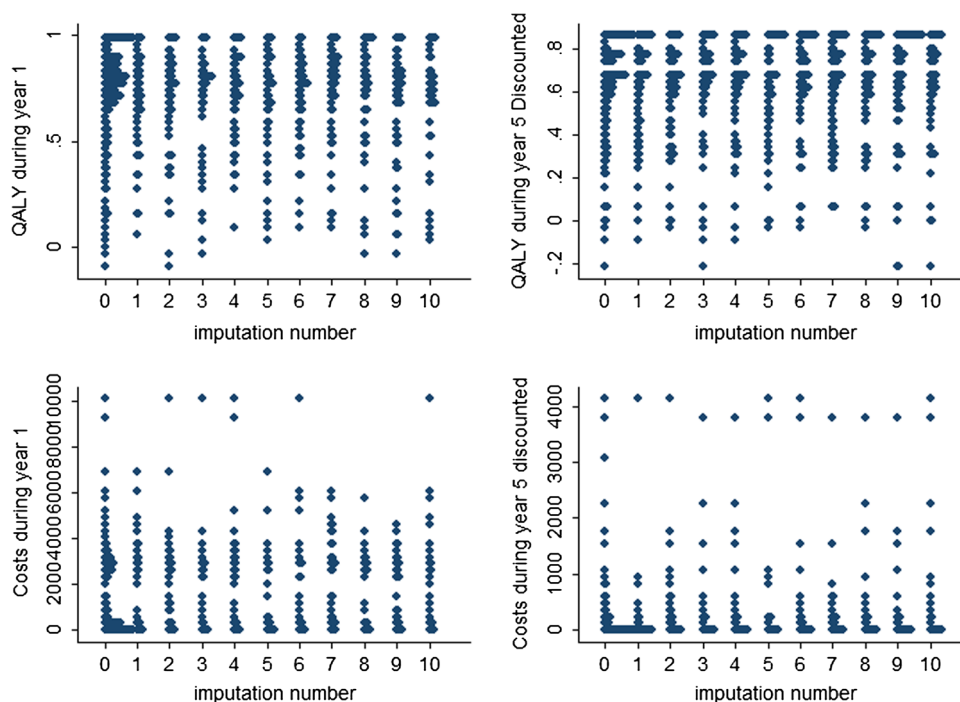 QALY during year 1
1
.5
0
0 1 2 3 4 5 6 7 8 9 10
imputation number
QALY during year 5 Discounted
.8
.6
.4
.2
0
-.2
0 1 2 3 4 5 6 7 8 9 10
imputation number
Costs during year 1
10000
8000
6000
4000
2000
0
0 1 2 3 4 5 6 7 8 9 10
imputation number
Costs during year 5 discounted
4000
3000
2000
1000
0
0 1 2 3 4 5 6 7 8 9 10
imputation number